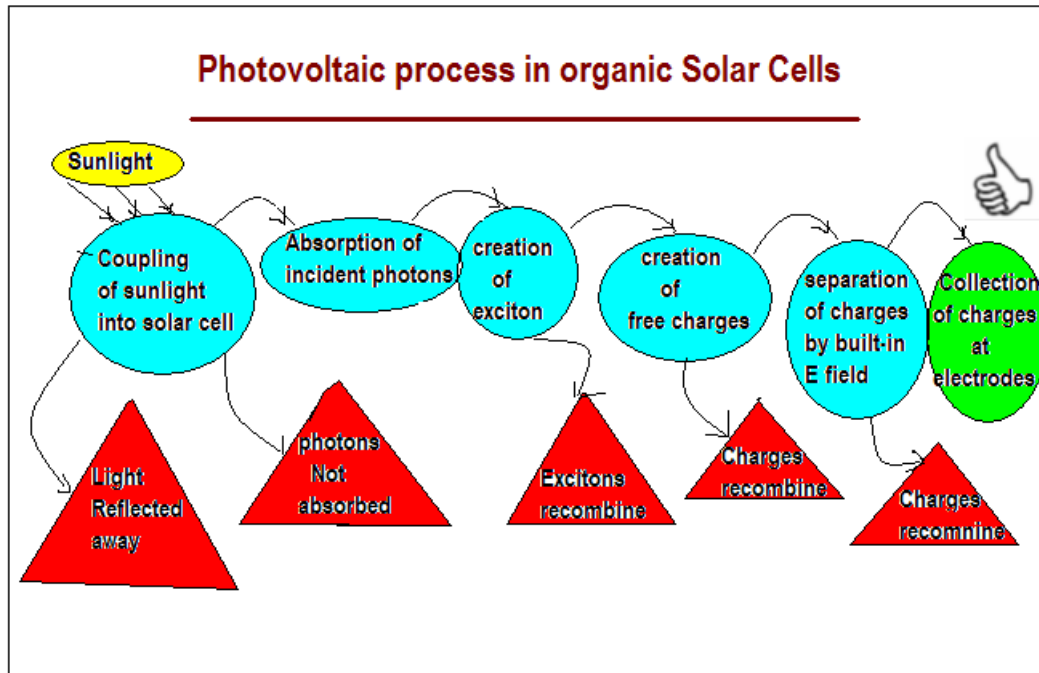 Photovoltaic process in organic Solar Cells
Sunlight
Coupling
of sunlight
into solar cell
Absorption of
incident photons
creation
of
exciton
creation
of
free charges
separation
of charges
by built-in
E field
Collection
of charges
at
electrodes
Liight
Reflected
away
photons
Not
absorbed
Excitons
recombine
Charges
recombine
Charges
recomnine